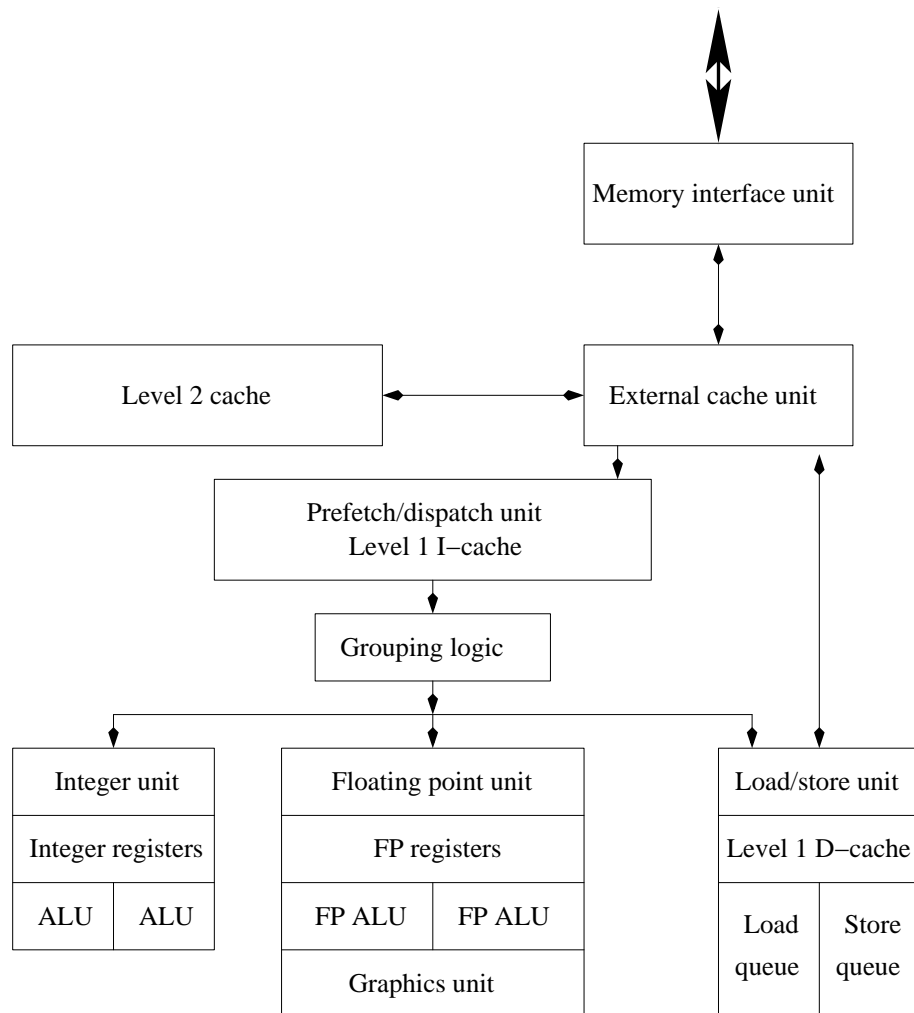 Memory interface unit
Level 2 cache
External cache unit
Prefetch/dispatch unit
Level 1 I−cache
Grouping logic
Integer unit
Floating point unit
Load/store unit
Integer registers
FP registers
Level 1 D−cache
ALU
ALU
FP ALU
FP ALU
Load
queue
Store
queue
Graphics unit